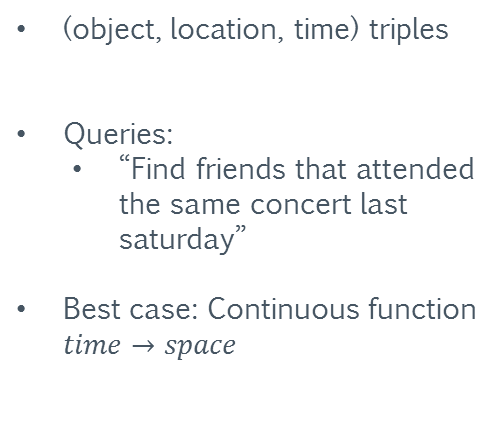 • (object, location, time) triples
• Queries:
• “Find friends that attended
the same concert last
saturday”
• Best case: Continuous function
time → space